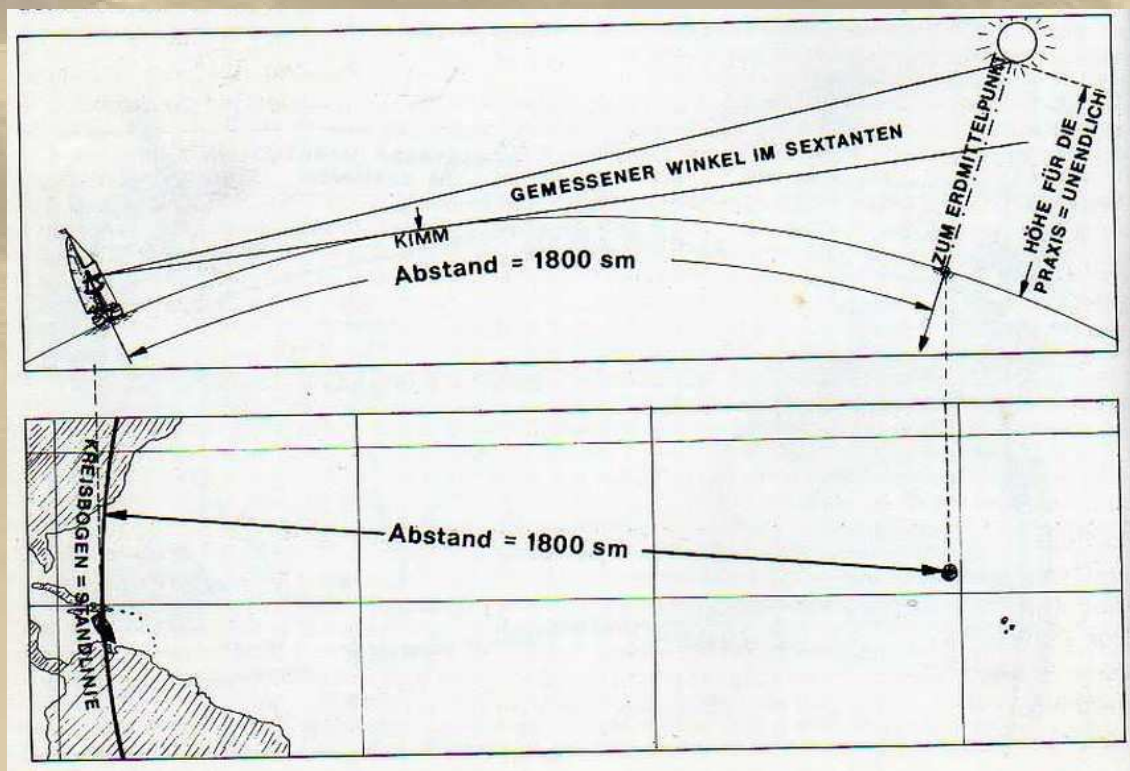 GEMESSENER WINKEL IM SEXTANTEN
KIMM
Abstand = 1800 sm
ZUM ERDMITTELPUNKT
HÖHE FÜR DIE
PRAXIS = UNENDLICH
KREISBOGEN = STANDLINIE
Abstand = 1800 sm